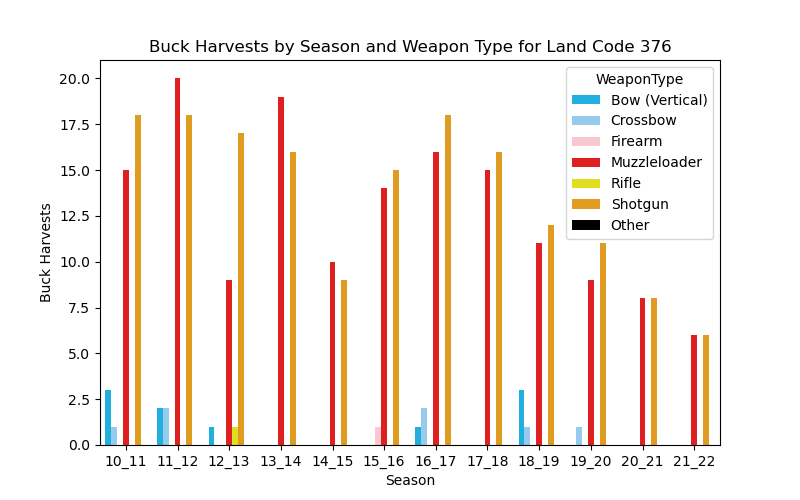 Buck Harvests by Season and Weapon Type for Land Code 376
WeaponType
Bow (Vertical)
Crossbow
Firearm
Muzzleloader
Rifle
Shotgun
Other
20.0
17.5
15.0
12.5
10.0
7.5
5.0
2.5
0.0
Buck Harvests
10_11 11_12 12_13 13_14 14_15 15_16 16_17 17_18 18_19 19_20 20_21 21_22
Season